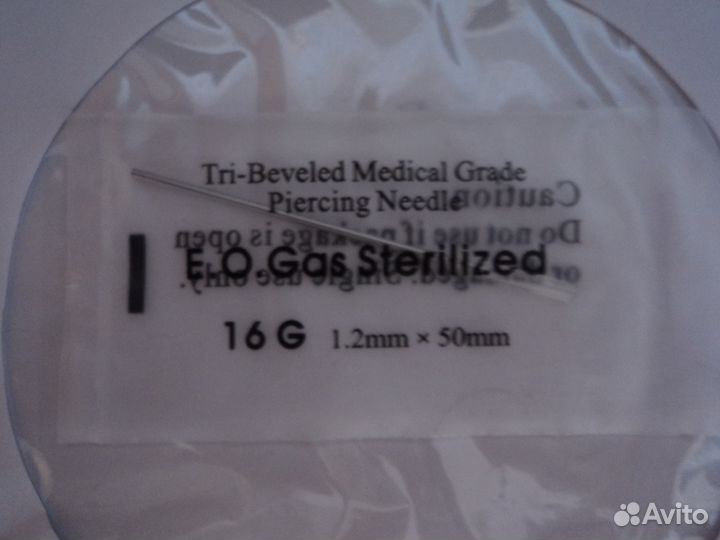 Tri-Beveled Medical Grade
Piercing Needle
Caution
Do not use if package is open
or damaged. Single use only.
E.O.Gas Sterilized
16 G 1.2mm × 50mm
Avito